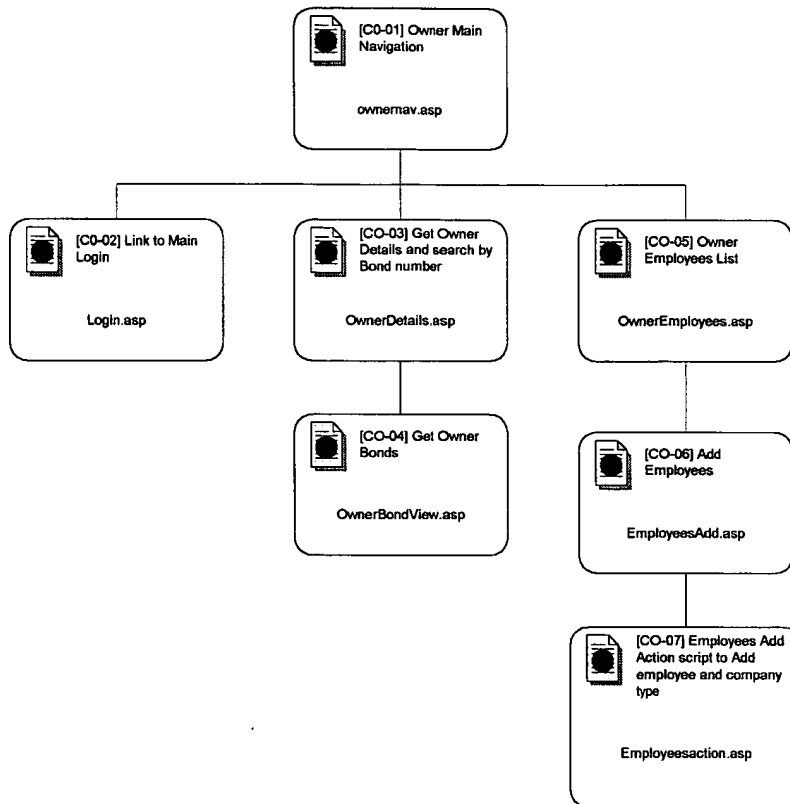 [C0-01] Owner Main
Navigation
ownernav.asp
[C0-02] Link to Main
Login
Login.asp
[CO-03] Get Owner
Details and search by
Bond number
OwnerDetails.asp
[CO-05] Owner
Employees List
OwnerEmployees.asp
[CO-04] Get Owner
Bonds
OwnerBondView.asp
[CO-06] Add
Employees
EmployeesAdd.asp
[CO-07] Employees Add
Action script to Add
employee and company
type
Employeesaction.asp